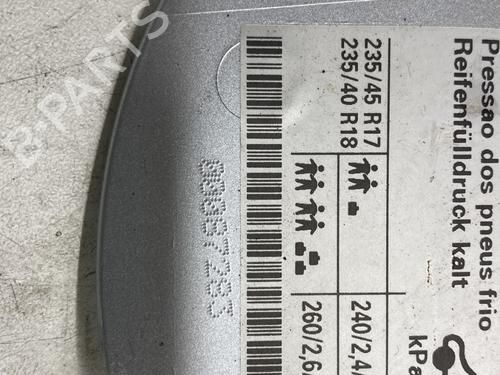 Pressao dos pneus frio
Reifenfülldruck kalt
kPa
235/45 R17
235/40 R18
240/2,4/
260/2,6/
B-PARTS